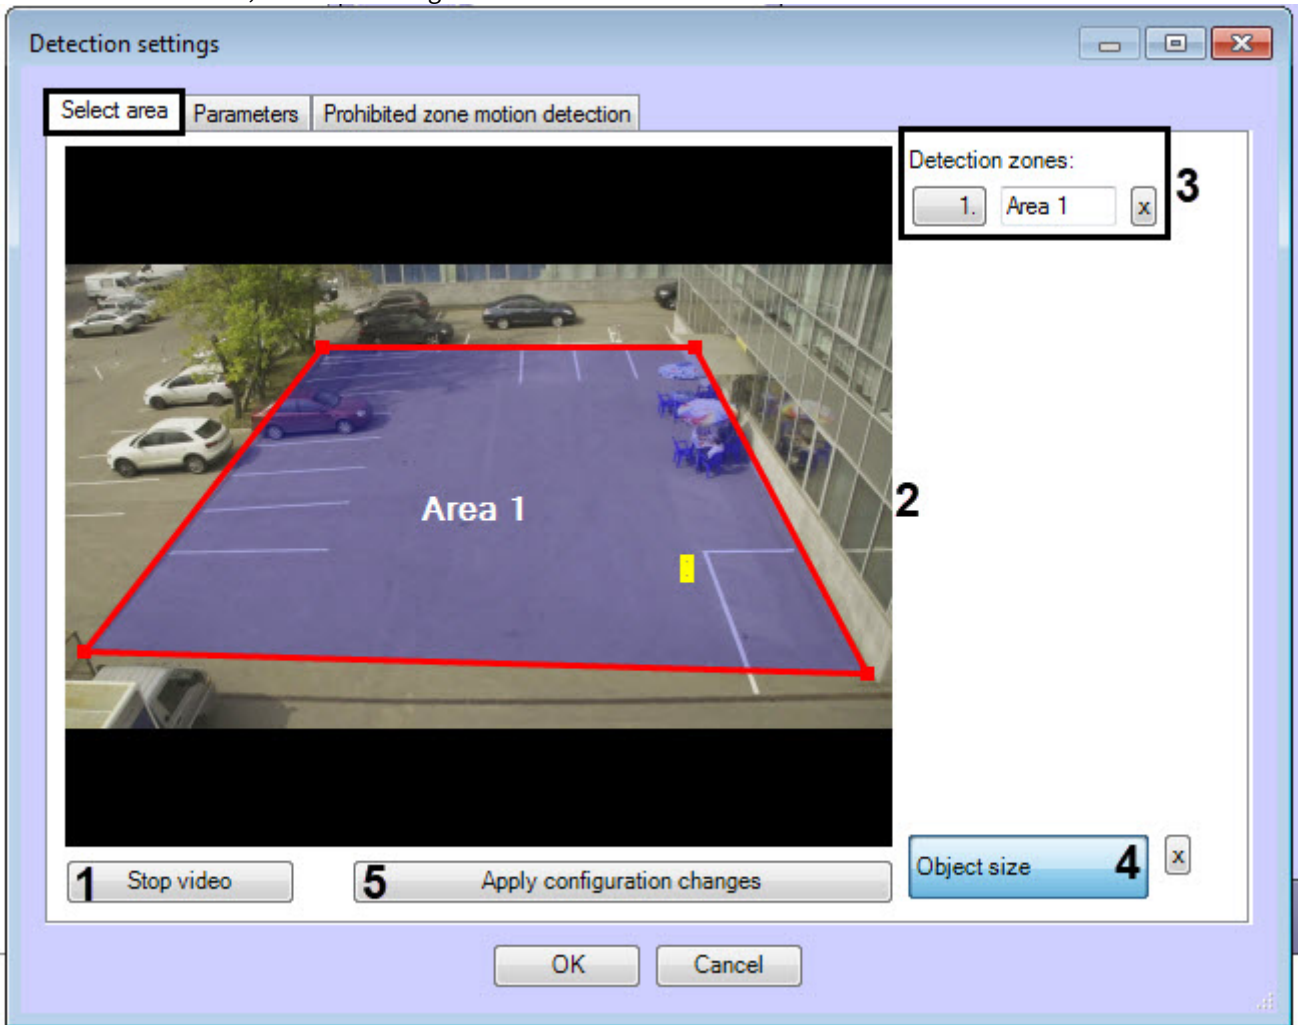 Detection settings
Select area
Parameters
Prohibited zone motion detection
Detection zones:
1.
Area 1
x
3
Area 1
2
1
Stop video
5
Apply configuration changes
Object size
4
x
OK
Cancel